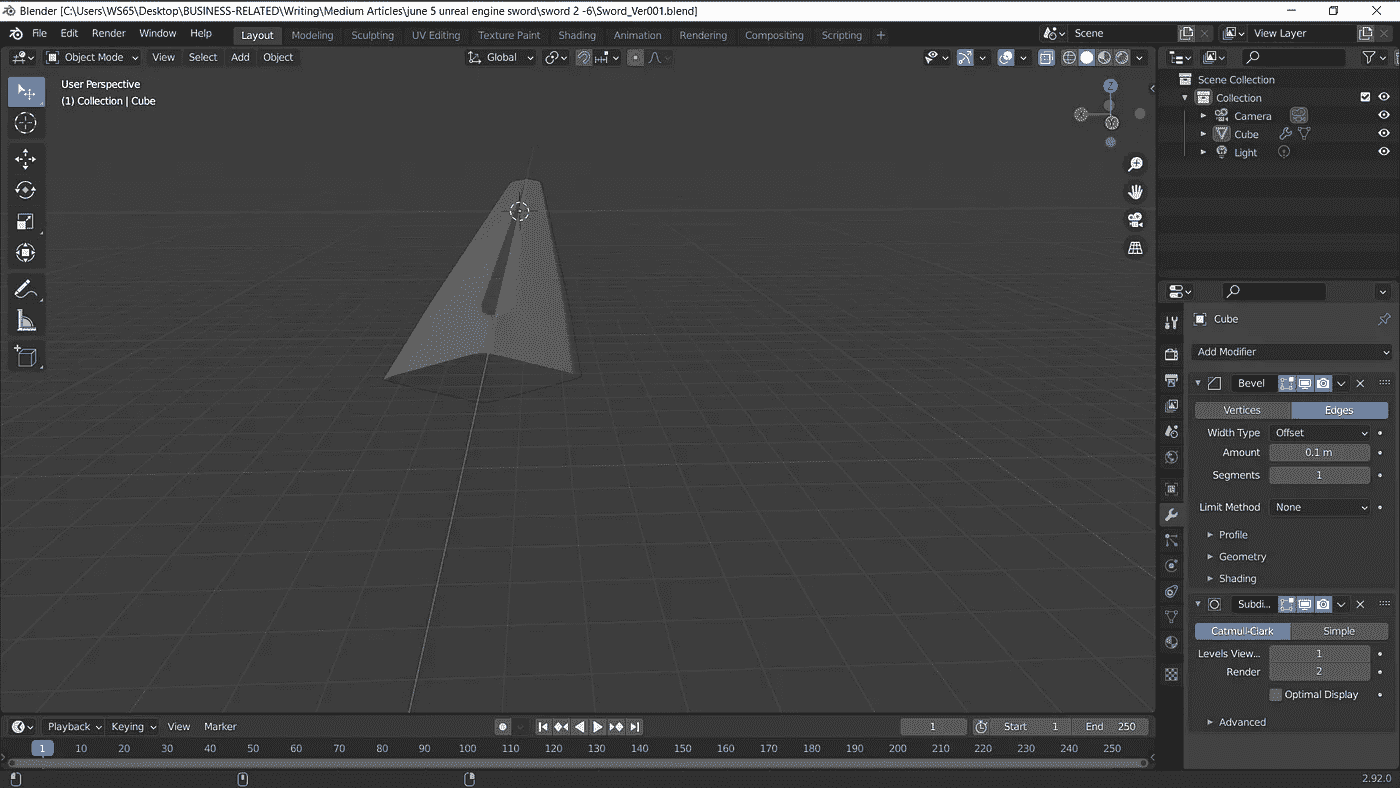 Blender [C:\Users\WS65\Desktop\BUSINESS-RELATED\Writing\Medium Articles\june 5 unreal engine sword\sword 2 -6\Sword_Ver001.blend]
File Edit Render Window Help Layout Modeling Sculpting UV Editing Texture Paint Shading Animation Rendering Compositing Scripting + Scene View Layer
Object Mode View Select Add Object Global
User Perspective
(1) Collection | Cube
Z
Scene Collection
Collection
Camera
Cube
Light
Cube
Add Modifier
Bevel
Vertices Edges
Width Type Offset
Amount 0.1 m
Segments 1
Limit Method None
Profile
Geometry
Shading
Subdi...
Catmull-Clark Simple
Levels View... 1
Render 2
Optimal Display
Advanced
Playback Keying View Marker 1 Start 1 End 250
1 10 20 30 40 50 60 70 80 90 100 110 120 130 140 150 160 170 180 190 200 210 220 230 240 250
2.92.0